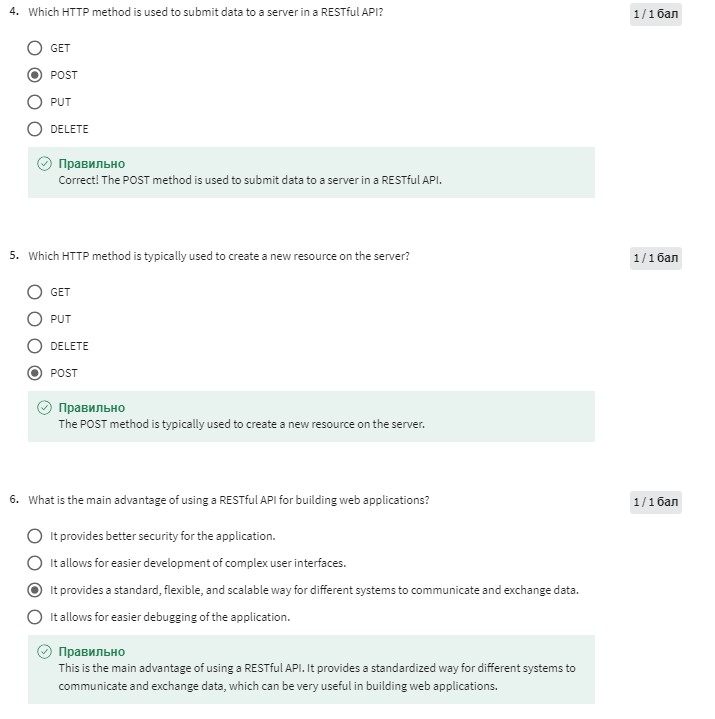 4. Which HTTP method is used to submit data to a server in a RESTful API?
1 / 1 бал
GET
POST
PUT
DELETE
Правильно
Correct! The POST method is used to submit data to a server in a RESTful API.
5. Which HTTP method is typically used to create a new resource on the server?
1 / 1 бал
GET
PUT
DELETE
POST
Правильно
The POST method is typically used to create a new resource on the server.
6. What is the main advantage of using a RESTful API for building web applications?
1 / 1 бал
It provides better security for the application.
It allows for easier development of complex user interfaces.
It provides a standard, flexible, and scalable way for different systems to communicate and exchange data.
It allows for easier debugging of the application.
Правильно
This is the main advantage of using a RESTful API. It provides a standardized way for different systems to
communicate and exchange data, which can be very useful in building web applications.